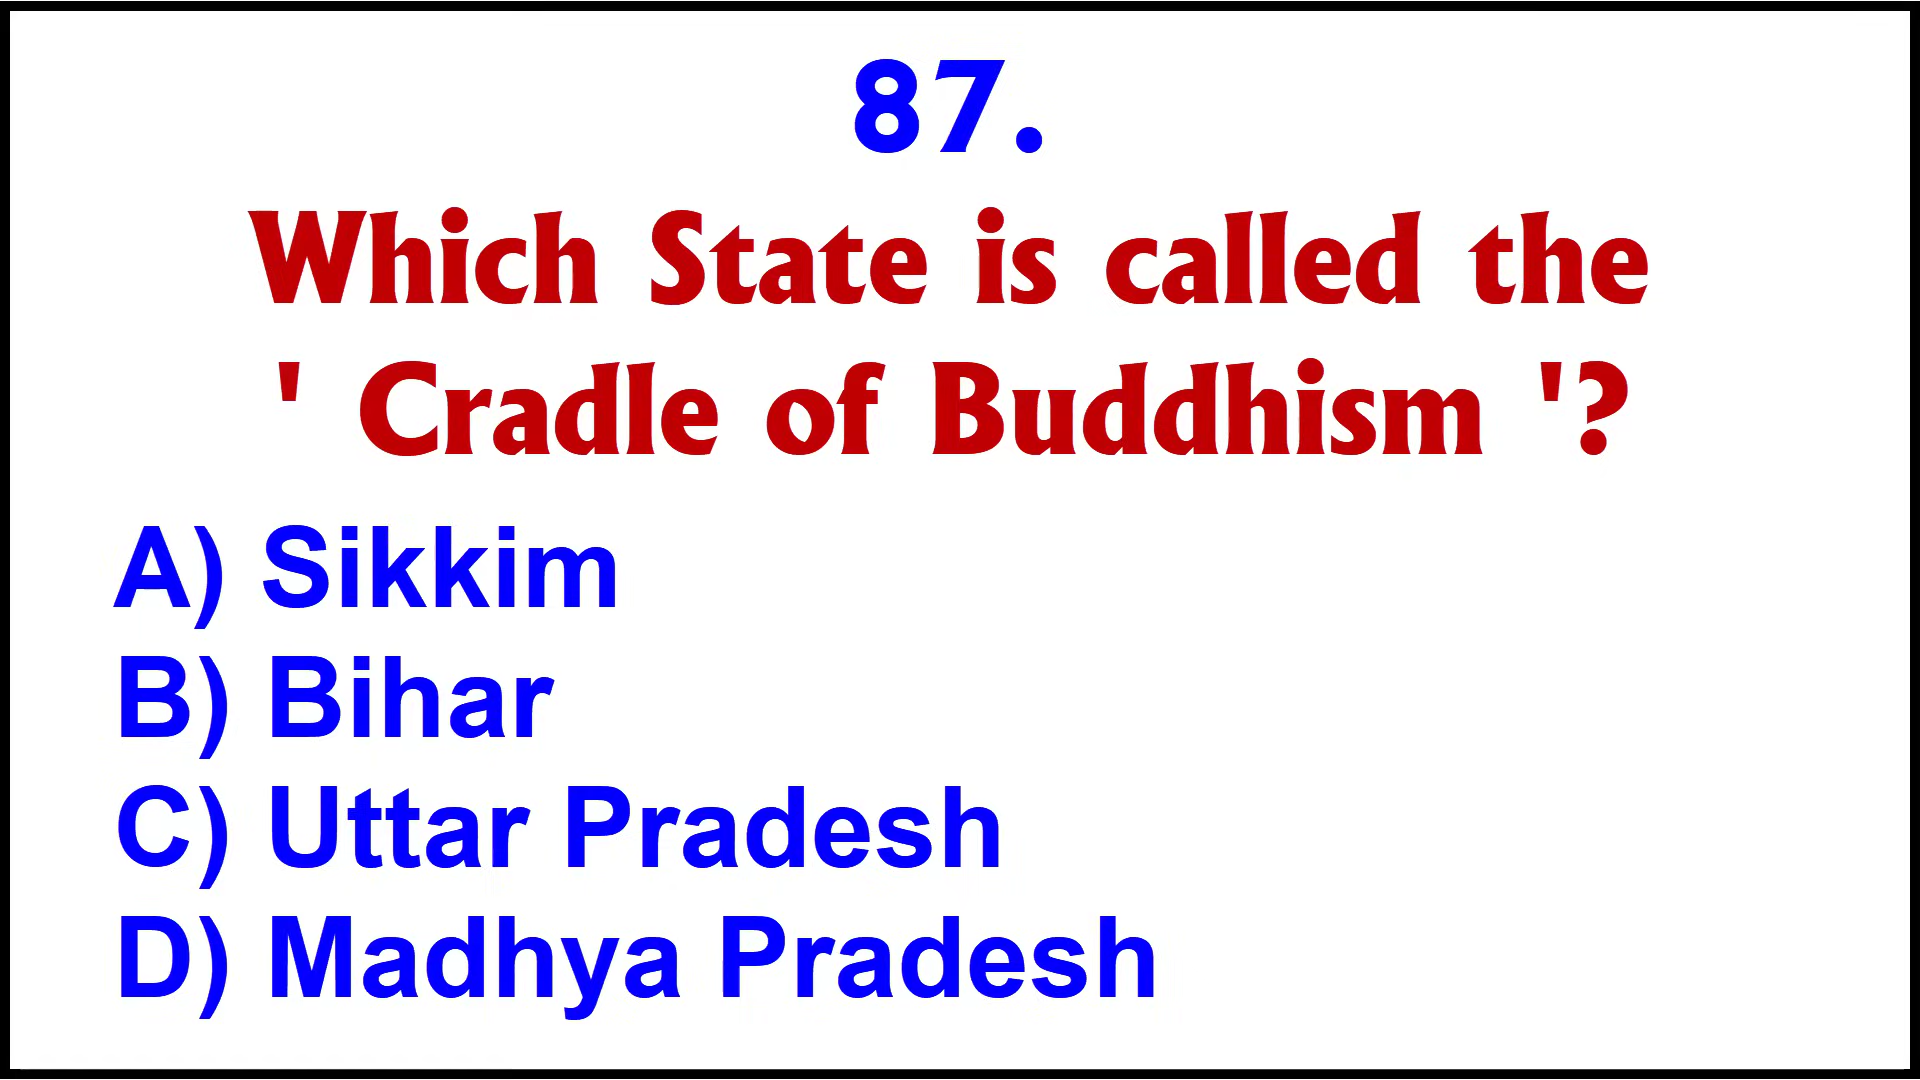 87.
Which State is called the
' Cradle of Buddhism '?
A) Sikkim
B) Bihar
C) Uttar Pradesh
D) Madhya Pradesh